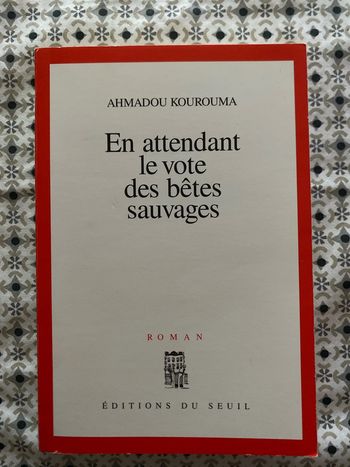 AHMADOU KOUROUMA
En attendant
le vote
des bêtes
sauvages
ROMAN
ÉDITIONS DU SEUIL